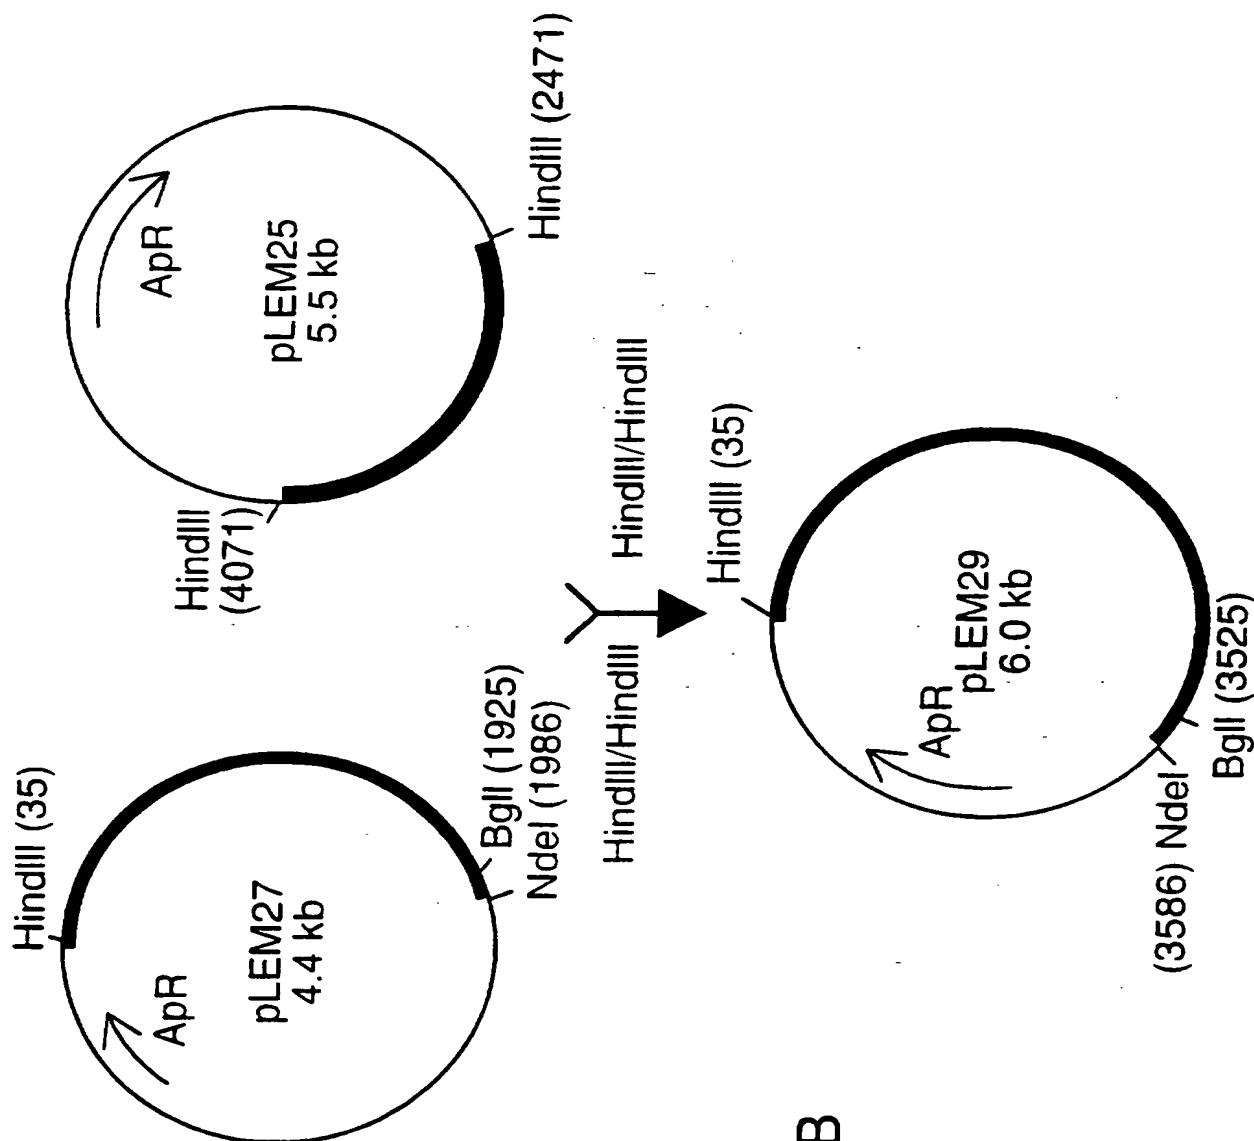 HindIII (35)
ApR
pLEM27
4.4 kb
BglI (1925)
NdeI (1986)
ApR
pLEM25
5.5 kb
HindIII
(4071)
HindIII (2471)
HindIII/HindIII
HindIII/HindIII
HindIII (35)
ApR
pLEM29
6.0 kb
(3586) NdeI
BglI (3525)
B